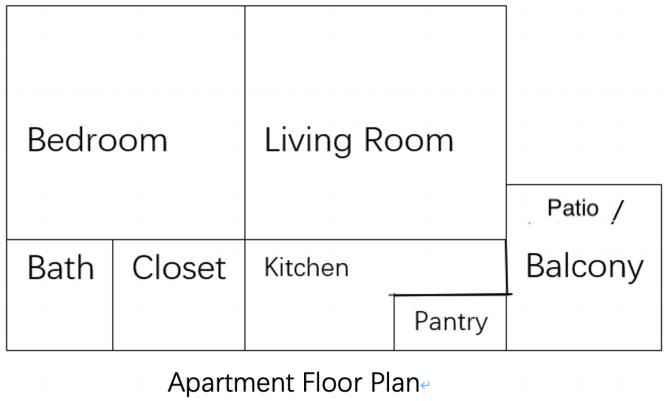 Bedroom
Living Room
Patio /
Balcony
Bath
Closet
Kitchen
Pantry
Apartment Floor Plan↵